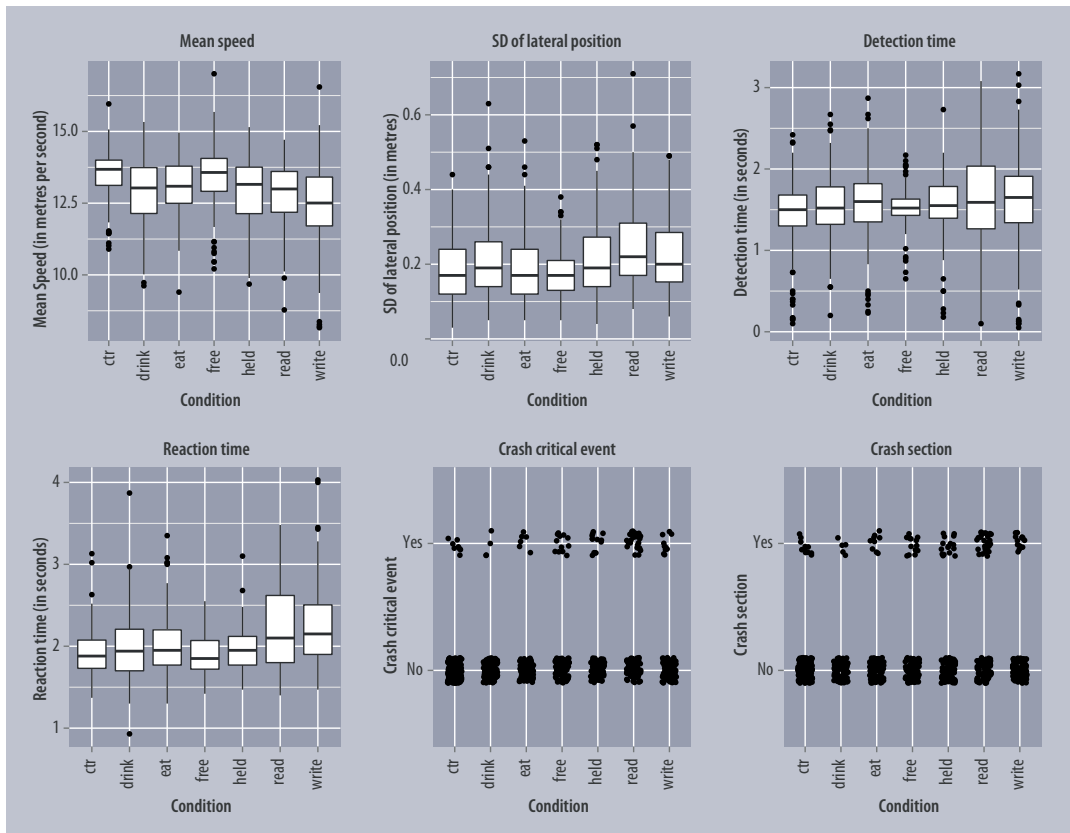 Mean speed
Mean Speed (in metres per second)
15.0
12.5
10.0
ctr
drink
eat
free
held
read
write
Condition
SD of lateral position
SD of lateral position (in metres)
0.6
0.4
0.2
0.0
ctr
drink
eat
free
held
read
write
Condition
Detection time
Detection time (in seconds)
3
2
1
0
ctr
drink
eat
free
held
read
write
Condition
Reaction time
Reaction time (in seconds)
4
3
2
1
ctr
drink
eat
free
held
read
write
Condition
Crash critical event
Crash critical event
Yes
No
ctr
drink
eat
free
held
read
write
Condition
Crash section
Crash section
Yes
No
ctr
drink
eat
free
held
read
write
Condition